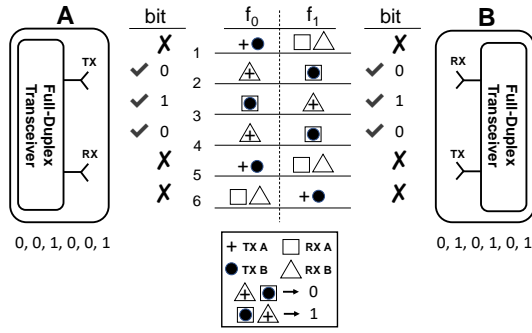 A
bit
f0
f1
bit
B
TX
RX
Full-Duplex
Transceiver
✗ 1 + ✗
✓ 0 2 + ✓ 0
✓ 1 3 + ✓ 1
✓ 0 4 + ✓ 0
✗ 5 + ✗
✗ 6 + ✗
RX
TX
Full-Duplex
Transceiver
0, 0, 1, 0, 0, 1
0, 1, 0, 1, 0, 1
+ TX A RX A
TX B RX B
+ → 0
+ → 1